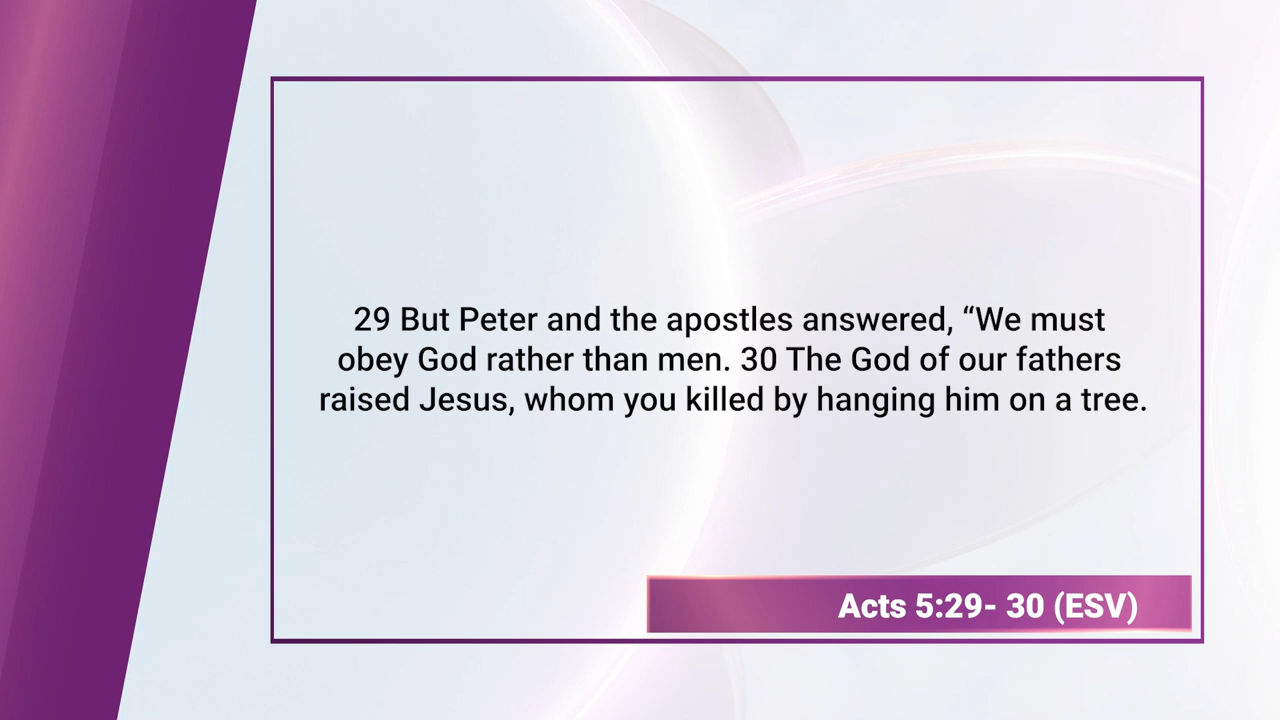 29 But Peter and the apostles answered, “We must
obey God rather than men. 30 The God of our fathers
raised Jesus, whom you killed by hanging him on a tree.
Acts 5:29- 30 (ESV)